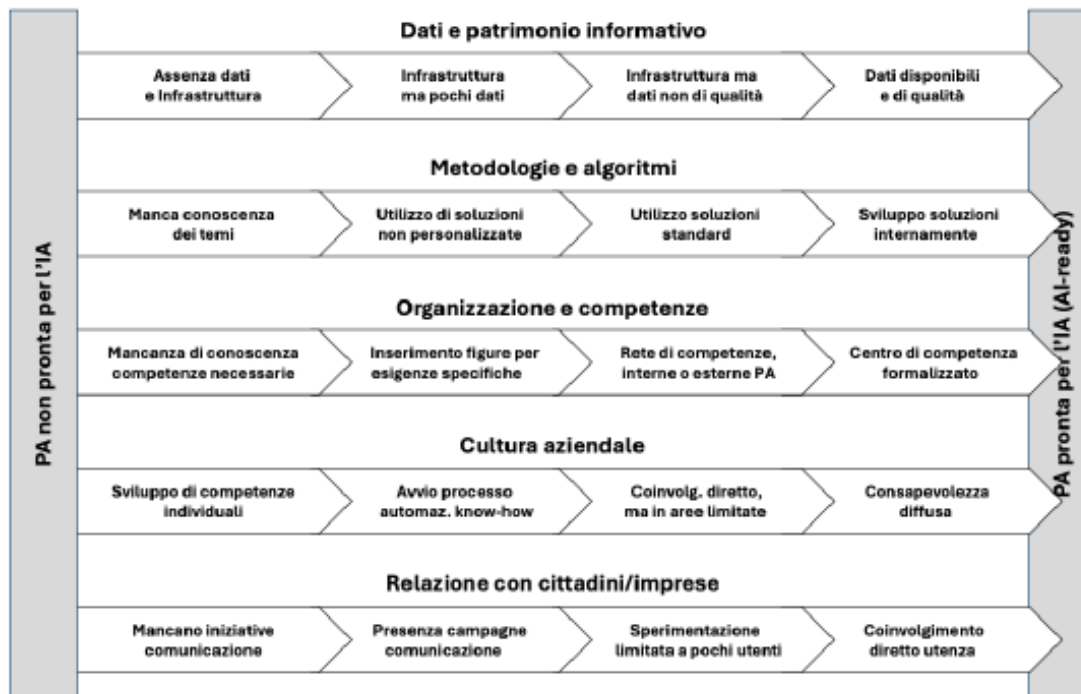 PA non pronta per l'IA
Dati e patrimonio informativo
Assenza dati
e Infrastruttura
Infrastruttura
ma pochi dati
Infrastruttura ma
dati non di qualità
Dati disponibili
e di qualità
Metodologie e algoritmi
Manca conoscenza
dei temi
Utilizzo di soluzioni
non personalizzate
Utilizzo soluzioni
standard
Sviluppo soluzioni
internamente
Organizzazione e competenze
Mancanza di conoscenza
competenze necessarie
Inserimento figure per
esigenze specifiche
Rete di competenze,
interne o esterne PA
Centro di competenza
formalizzato
Cultura aziendale
Sviluppo di competenze
individuali
Avvio processo
automaz. know-how
Coinvolg. diretto,
ma in aree limitate
Consapevolezza
diffusa
Relazione con cittadini/imprese
Mancano iniziative
comunicazione
Presenza campagne
comunicazione
Sperimentazione
limitata a pochi utenti
Coinvolgimento
diretto utenza
PA pronta per l'IA (AI-ready)